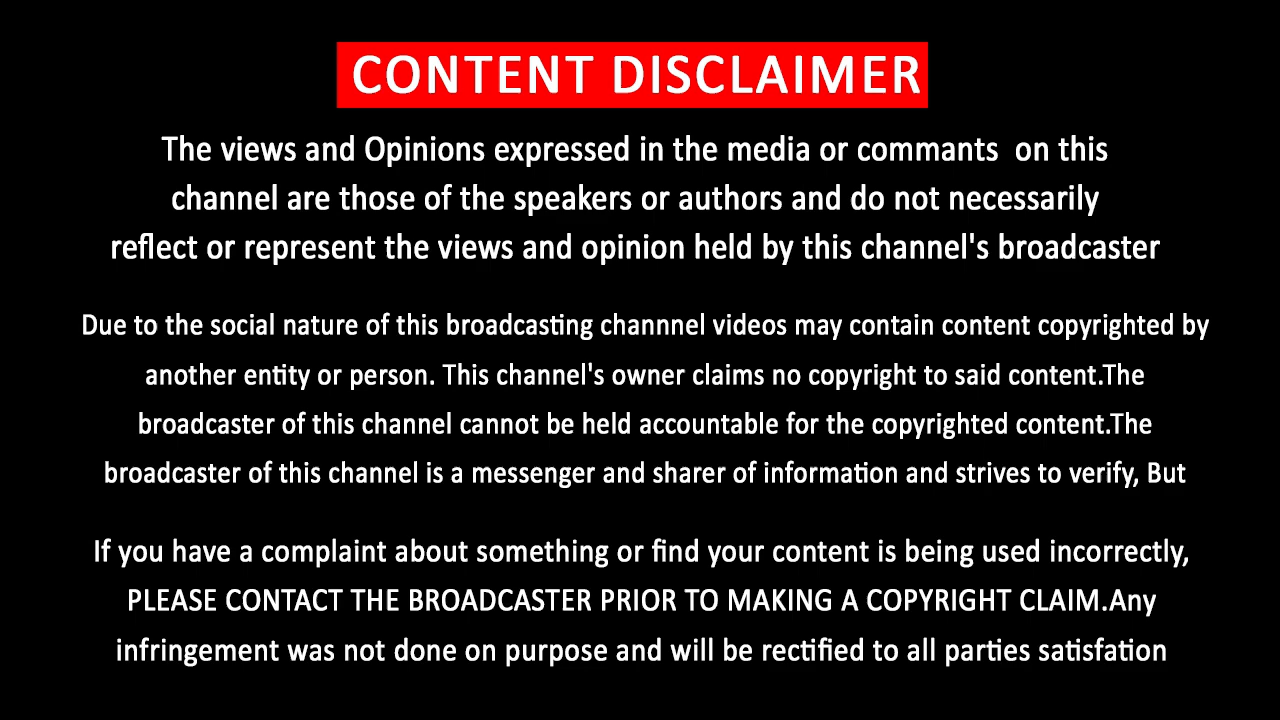 CONTENT DISCLAIMER
The views and Opinions expressed in the media or commants on this
channel are those of the speakers or authors and do not necessarily
reflect or represent the views and opinion held by this channel's broadcaster
Due to the social nature of this broadcasting channnel videos may contain content copyrighted by
another entity or person. This channel's owner claims no copyright to said content.The
broadcaster of this channel cannot be held accountable for the copyrighted content.The
broadcaster of this channel is a messenger and sharer of information and strives to verify, But
If you have a complaint about something or find your content is being used incorrectly,
PLEASE CONTACT THE BROADCASTER PRIOR TO MAKING A COPYRIGHT CLAIM.Any
infringement was not done on purpose and will be rectified to all parties satisfation